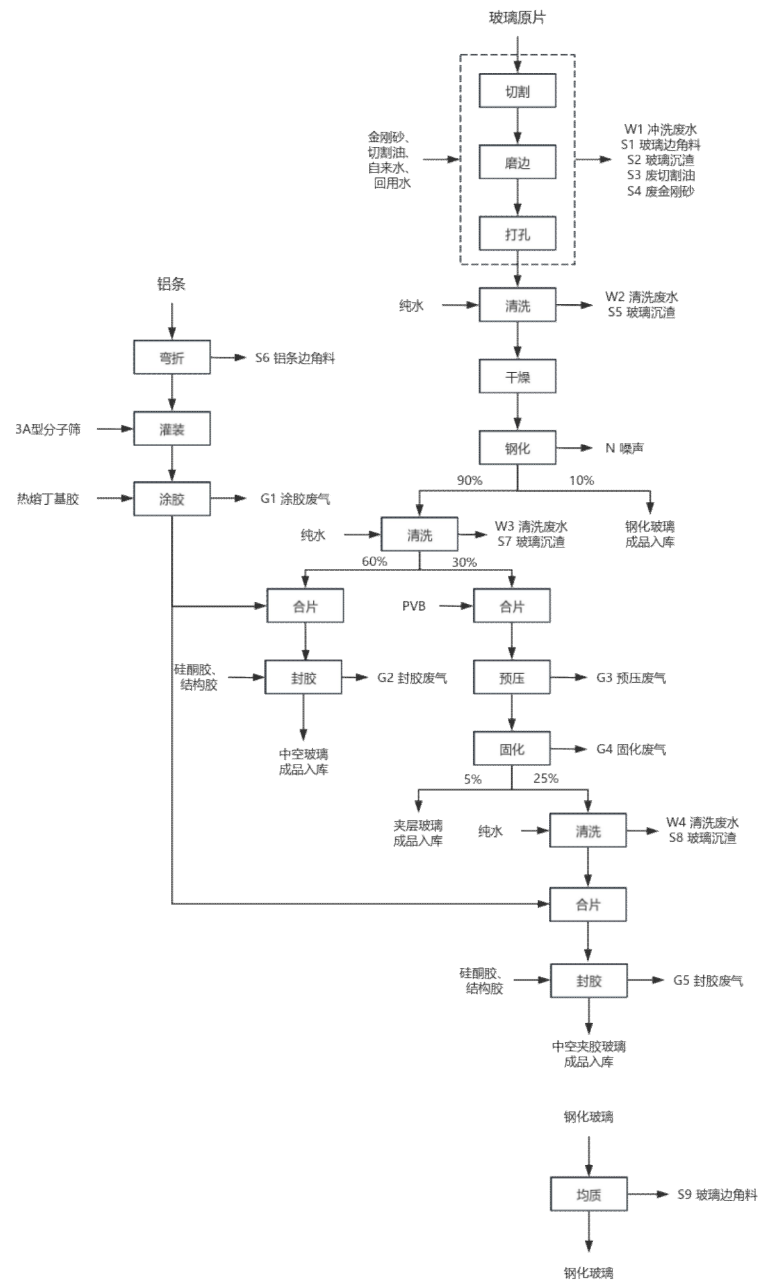 玻璃原片
切割
金刚砂、
切割油、
自来水、
回用水
磨边
W1 冲洗废水
S1 玻璃边角料
S2 玻璃沉渣
S3 废切割油
S4 废金刚砂
打孔
铝条
纯水
清洗
W2 清洗废水
S5 玻璃沉渣
弯折
S6 铝条边角料
干燥
3A型分子筛
灌装
钢化
N 噪声
90%
10%
热熔丁基胶
涂胶
G1 涂胶废气
纯水
清洗
W3 清洗废水
S7 玻璃沉渣
钢化玻璃
成品入库
60%
30%
合片
PVB
合片
硅酮胶、
结构胶
封胶
G2 封胶废气
预压
G3 预压废气
中空玻璃
成品入库
固化
G4 固化废气
5%
25%
夹层玻璃
成品入库
纯水
清洗
W4 清洗废水
S8 玻璃沉渣
合片
硅酮胶、
结构胶
封胶
G5 封胶废气
中空夹胶玻璃
成品入库
钢化玻璃
均质
S9 玻璃边角料
钢化玻璃